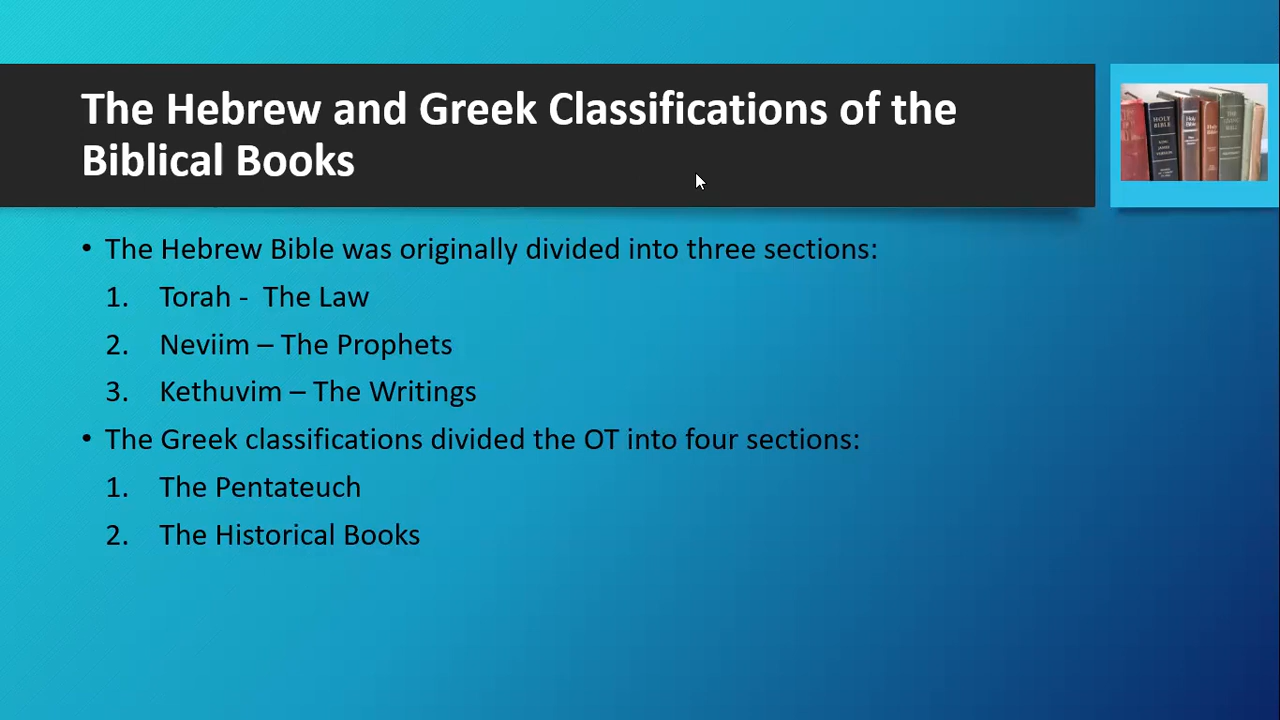 The Hebrew and Greek Classifications of the
Biblical Books
• The Hebrew Bible was originally divided into three sections:
1. Torah -  The Law
2. Neviim – The Prophets
3. Kethuvim – The Writings
• The Greek classifications divided the OT into four sections:
1. The Pentateuch
2. The Historical Books
HOLY
BIBLE
Holy
Bible